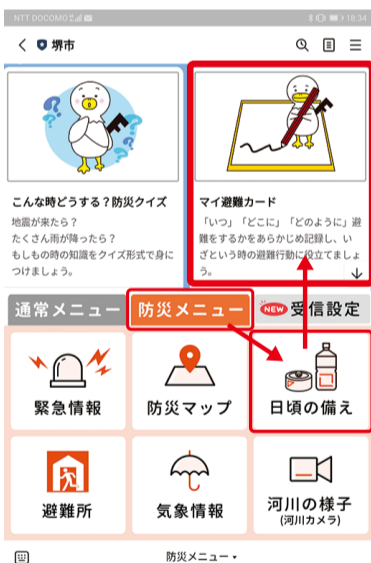 NTT DOCOMO
18:34
堺市
こんな時どうする？防災クイズ
地震が来たら？
たくさん雨が降ったら？
もしもの時の知識をクイズ形式で身に
つけましょう。
マイ避難カード
「いつ」「どこに」「どのように」避
難をするかをあらかじめ記録し、い
ざという時の避難行動に役立てましょ
う。
通常メニュー
防災メニュー
NEW 受信設定
緊急情報
防災マップ
日頃の備え
避難所
気象情報
河川の様子
(河川カメラ)
防災メニュー